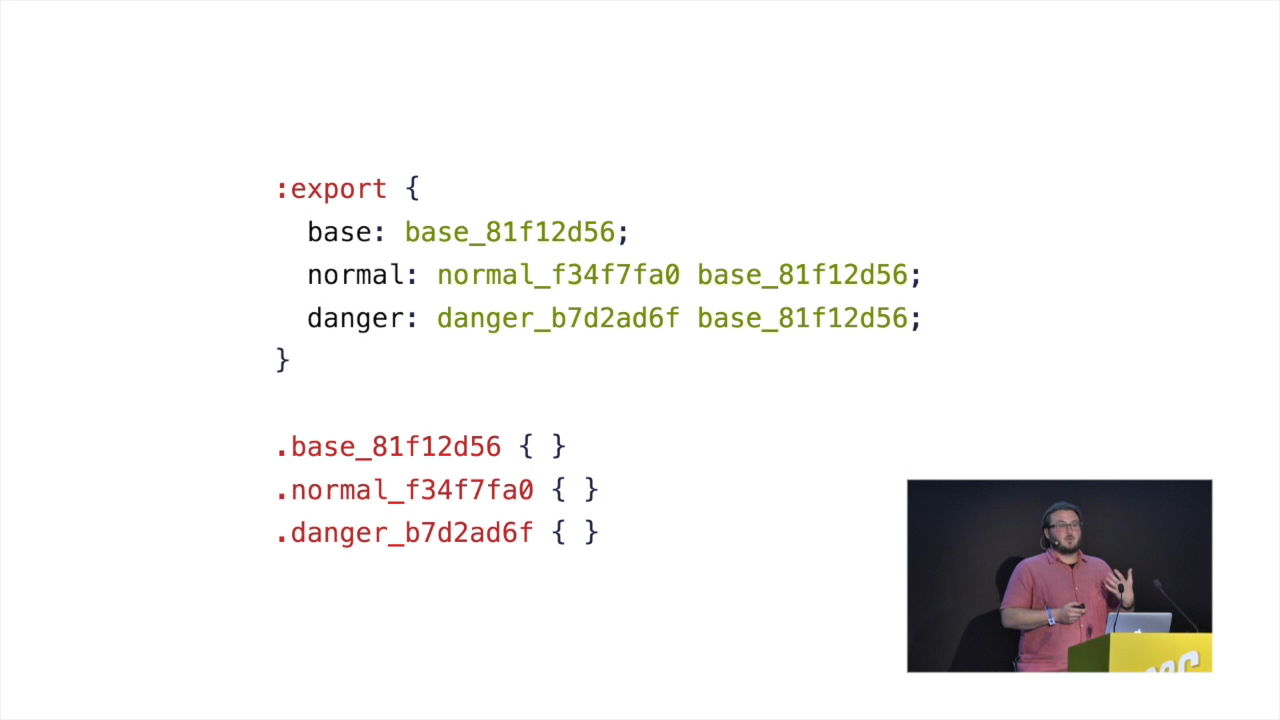 :export {
base: base_81f12d56;
normal: normal_f34f7fa0 base_81f12d56;
danger: danger_b7d2ad6f base_81f12d56;
}
.base_81f12d56 { }
.normal_f34f7fa0 { }
.danger_b7d2ad6f { }